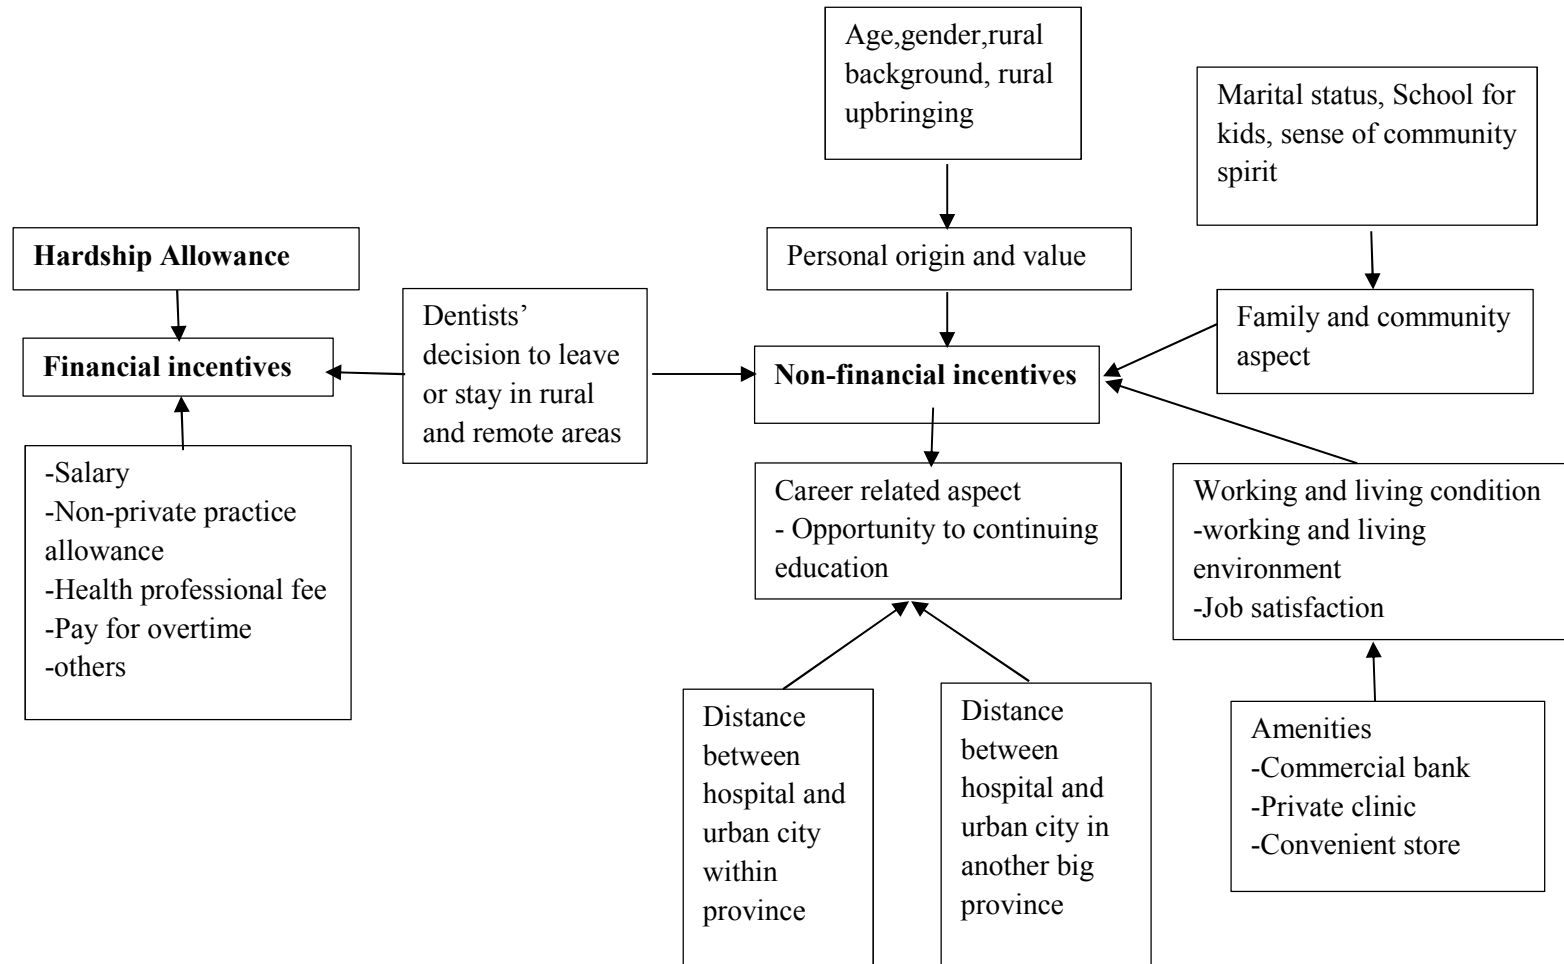 Age,gender,rural
background, rural
upbringing
Marital status, School for
kids, sense of community
spirit
Hardship Allowance
Personal origin and value
Dentists’
decision to leave
or stay in rural
and remote areas
Family and community
aspect
Financial incentives
Non-financial incentives
-Salary
-Non-private practice
allowance
-Health professional fee
-Pay for overtime
-others
Career related aspect
- Opportunity to continuing
education
Working and living condition
-working and living
environment
-Job satisfaction
Distance
between
hospital and
urban city
within
province
Distance
between
hospital and
urban city in
another big
province
Amenities
-Commercial bank
-Private clinic
-Convenient store